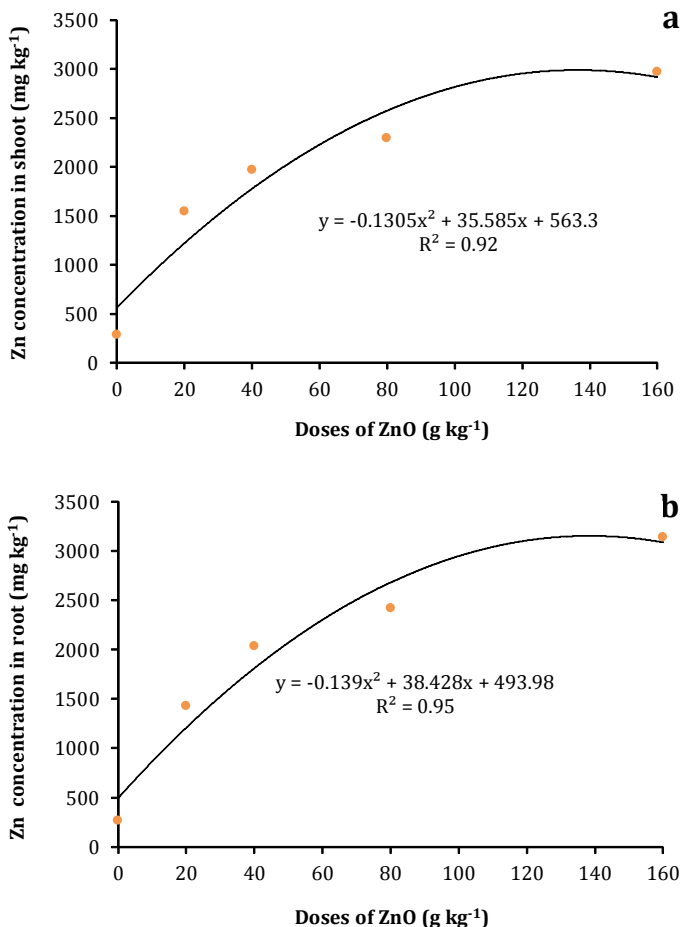 a
3500
3000
2500
2000
1500
1000
500
0
Zn concentration in shoot (mg kg⁻¹)
y = -0.1305x² + 35.585x + 563.3
R² = 0.92
0 20 40 60 80 100 120 140 160
Doses of ZnO (g kg⁻¹)
b
3500
3000
2500
2000
1500
1000
500
0
Zn concentration in root (mg kg⁻¹)
y = -0.139x² + 38.428x + 493.98
R² = 0.95
0 20 40 60 80 100 120 140 160
Doses of ZnO (g kg⁻¹)